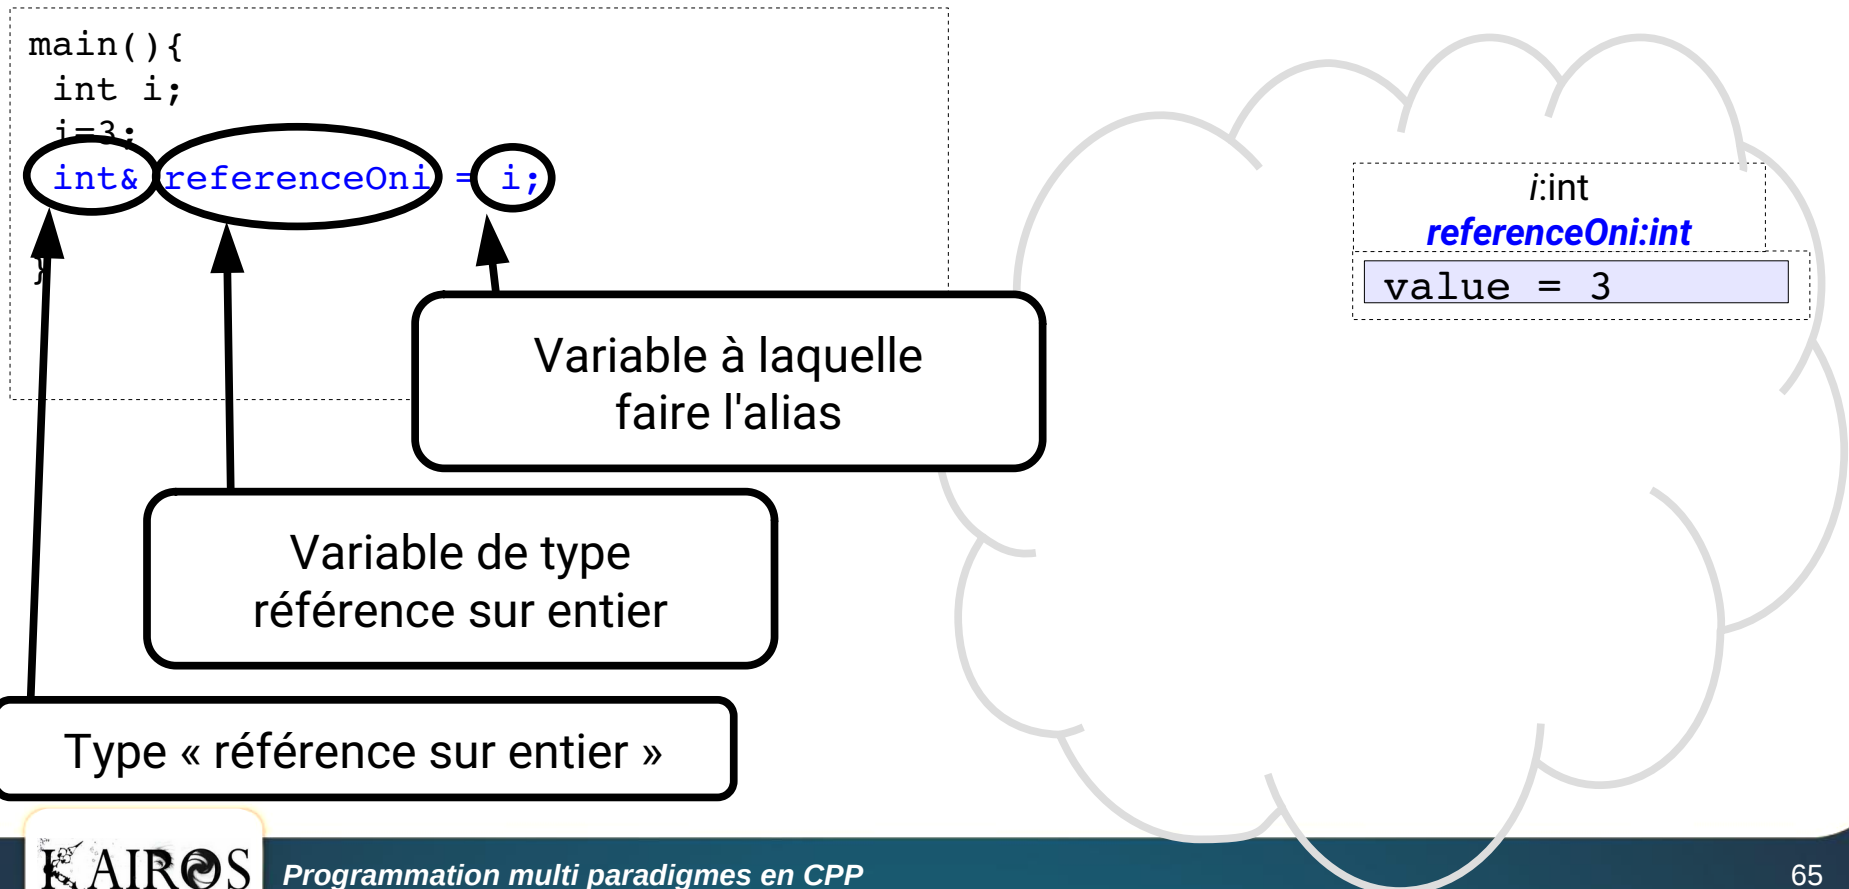 main(){
int i;
i=3;
int& referenceOni = i;
}
Variable à laquelle
faire l'alias
Variable de type
référence sur entier
Type « référence sur entier »
i:int
referenceOni:int
value = 3
KAIROS
Programmation multi paradigmes en CPP
65